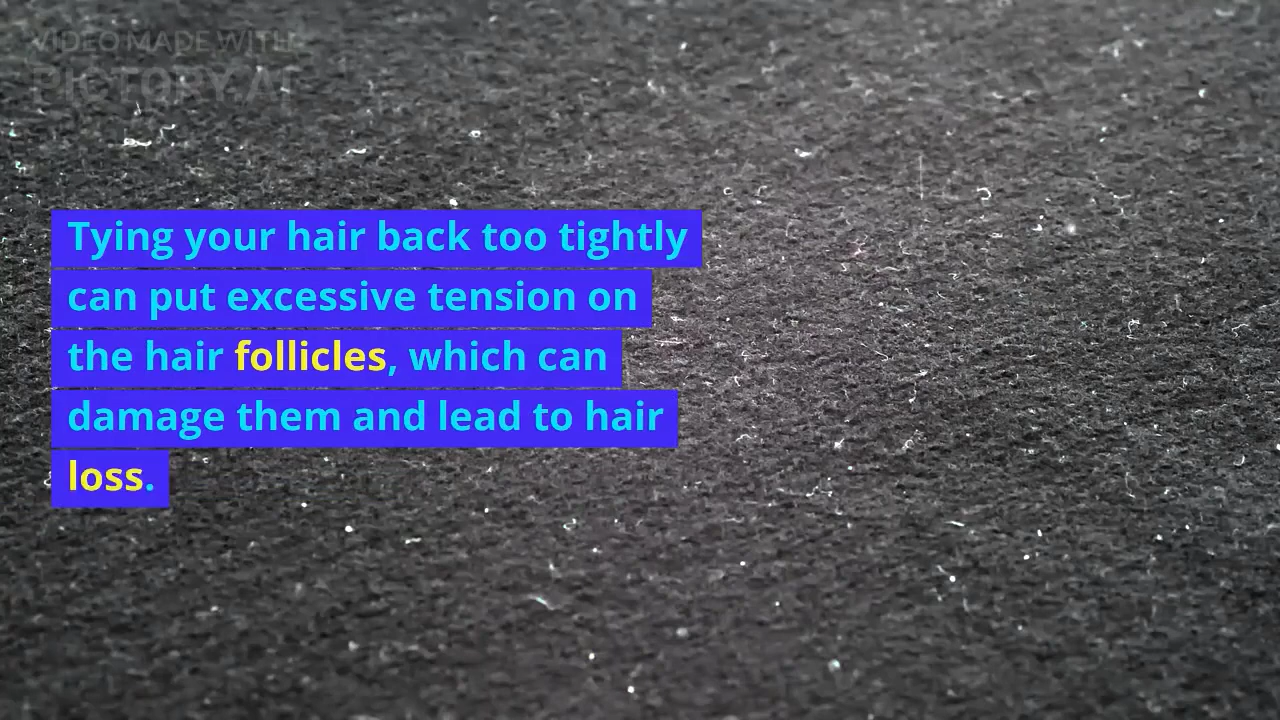 VIDEO MADE WITH
PICTORY.AI
Tying your hair back too tightly
can put excessive tension on
the hair follicles, which can
damage them and lead to hair
loss.